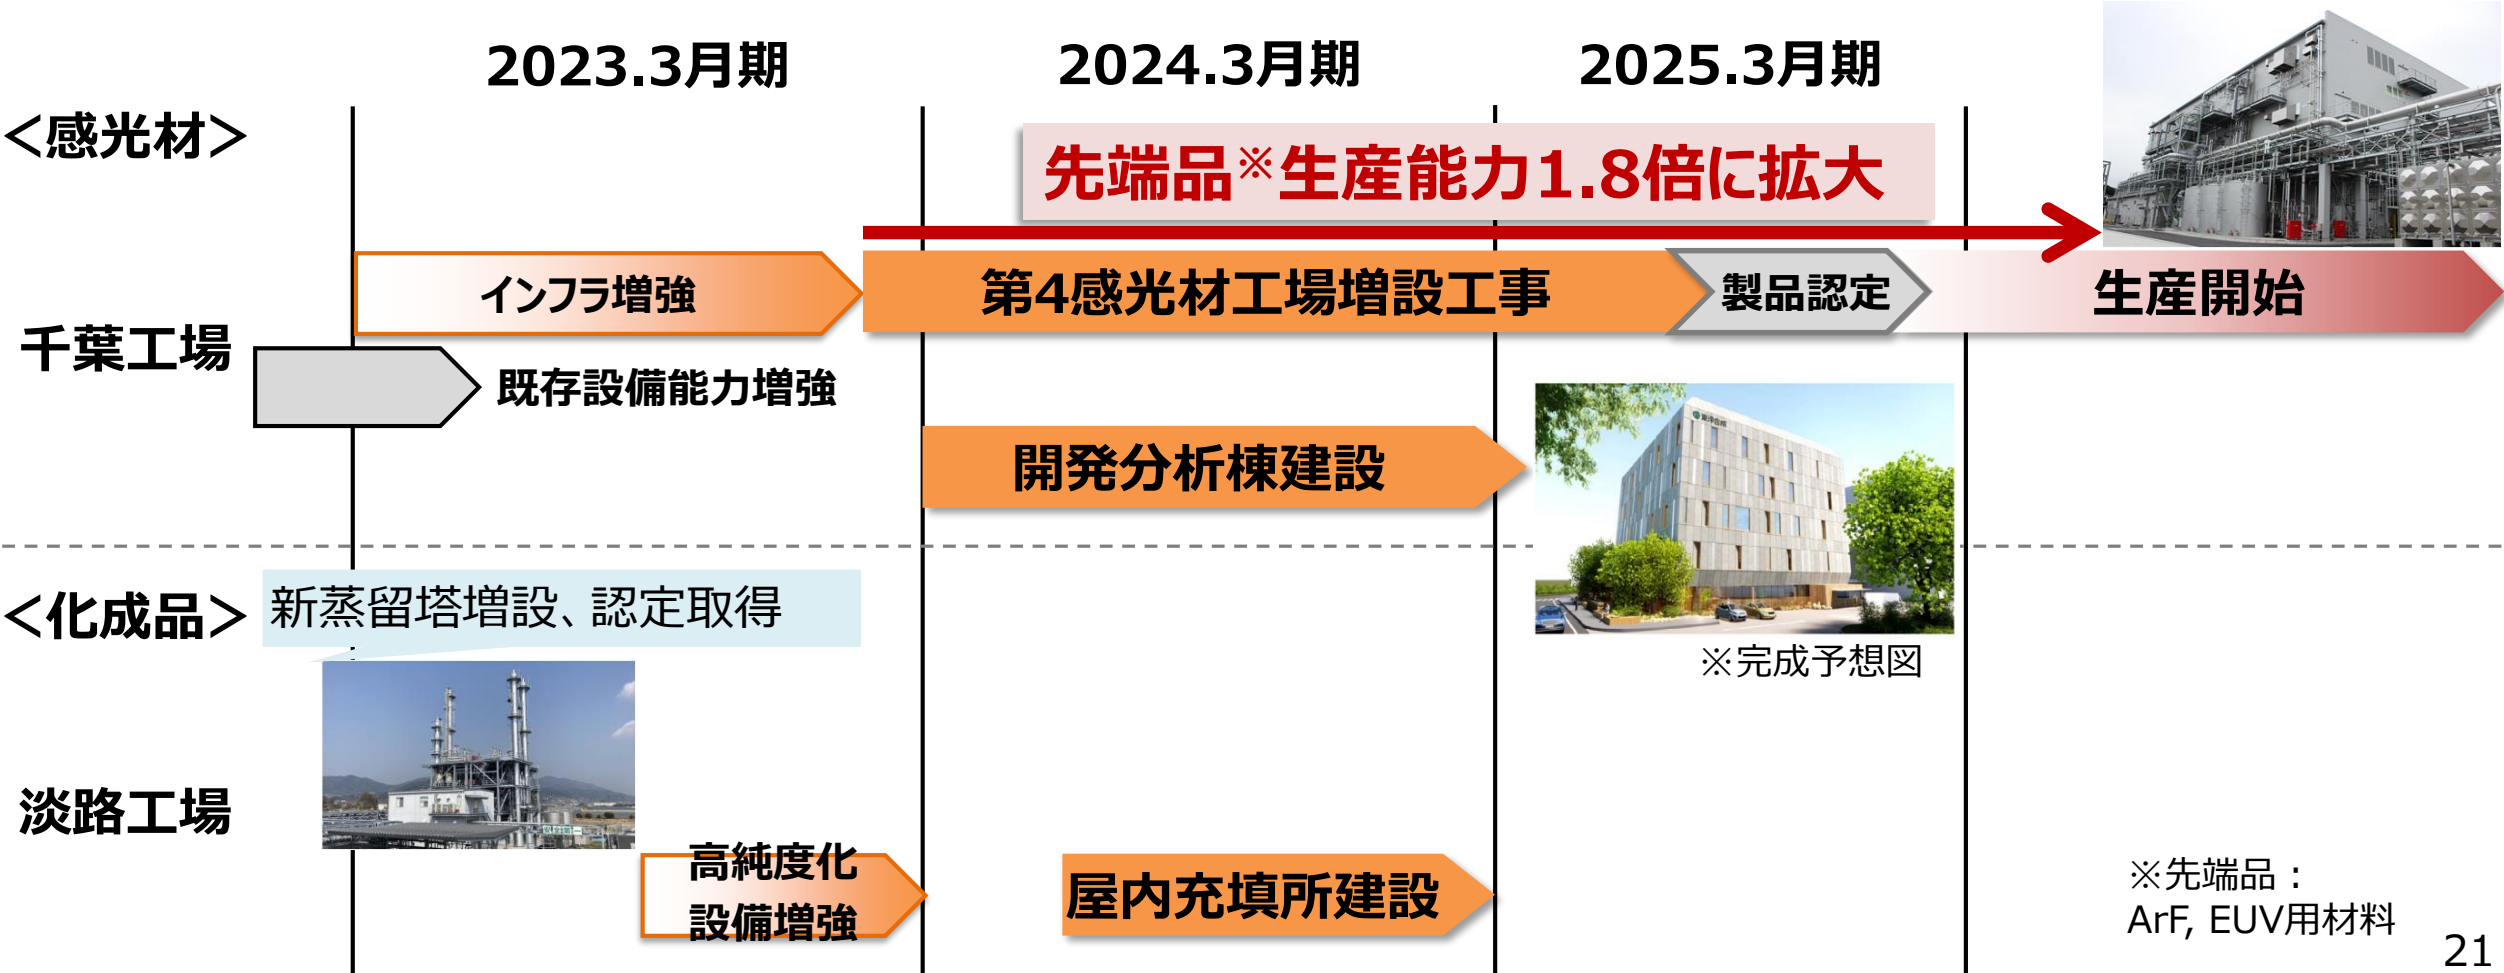 2023.3月期
2024.3月期
2025.3月期
＜感光材＞
先端品※生産能力1.8倍に拡大
千葉工場
インフラ増強
第4感光材工場増設工事
製品認定
生産開始
既存設備能力増強
開発分析棟建設
東洋合成
※完成予想図
＜化成品＞
新蒸留塔増設、認定取得
淡路工場
高純度化
設備増強
屋内充填所建設
※先端品：
ArF, EUV用材料
21